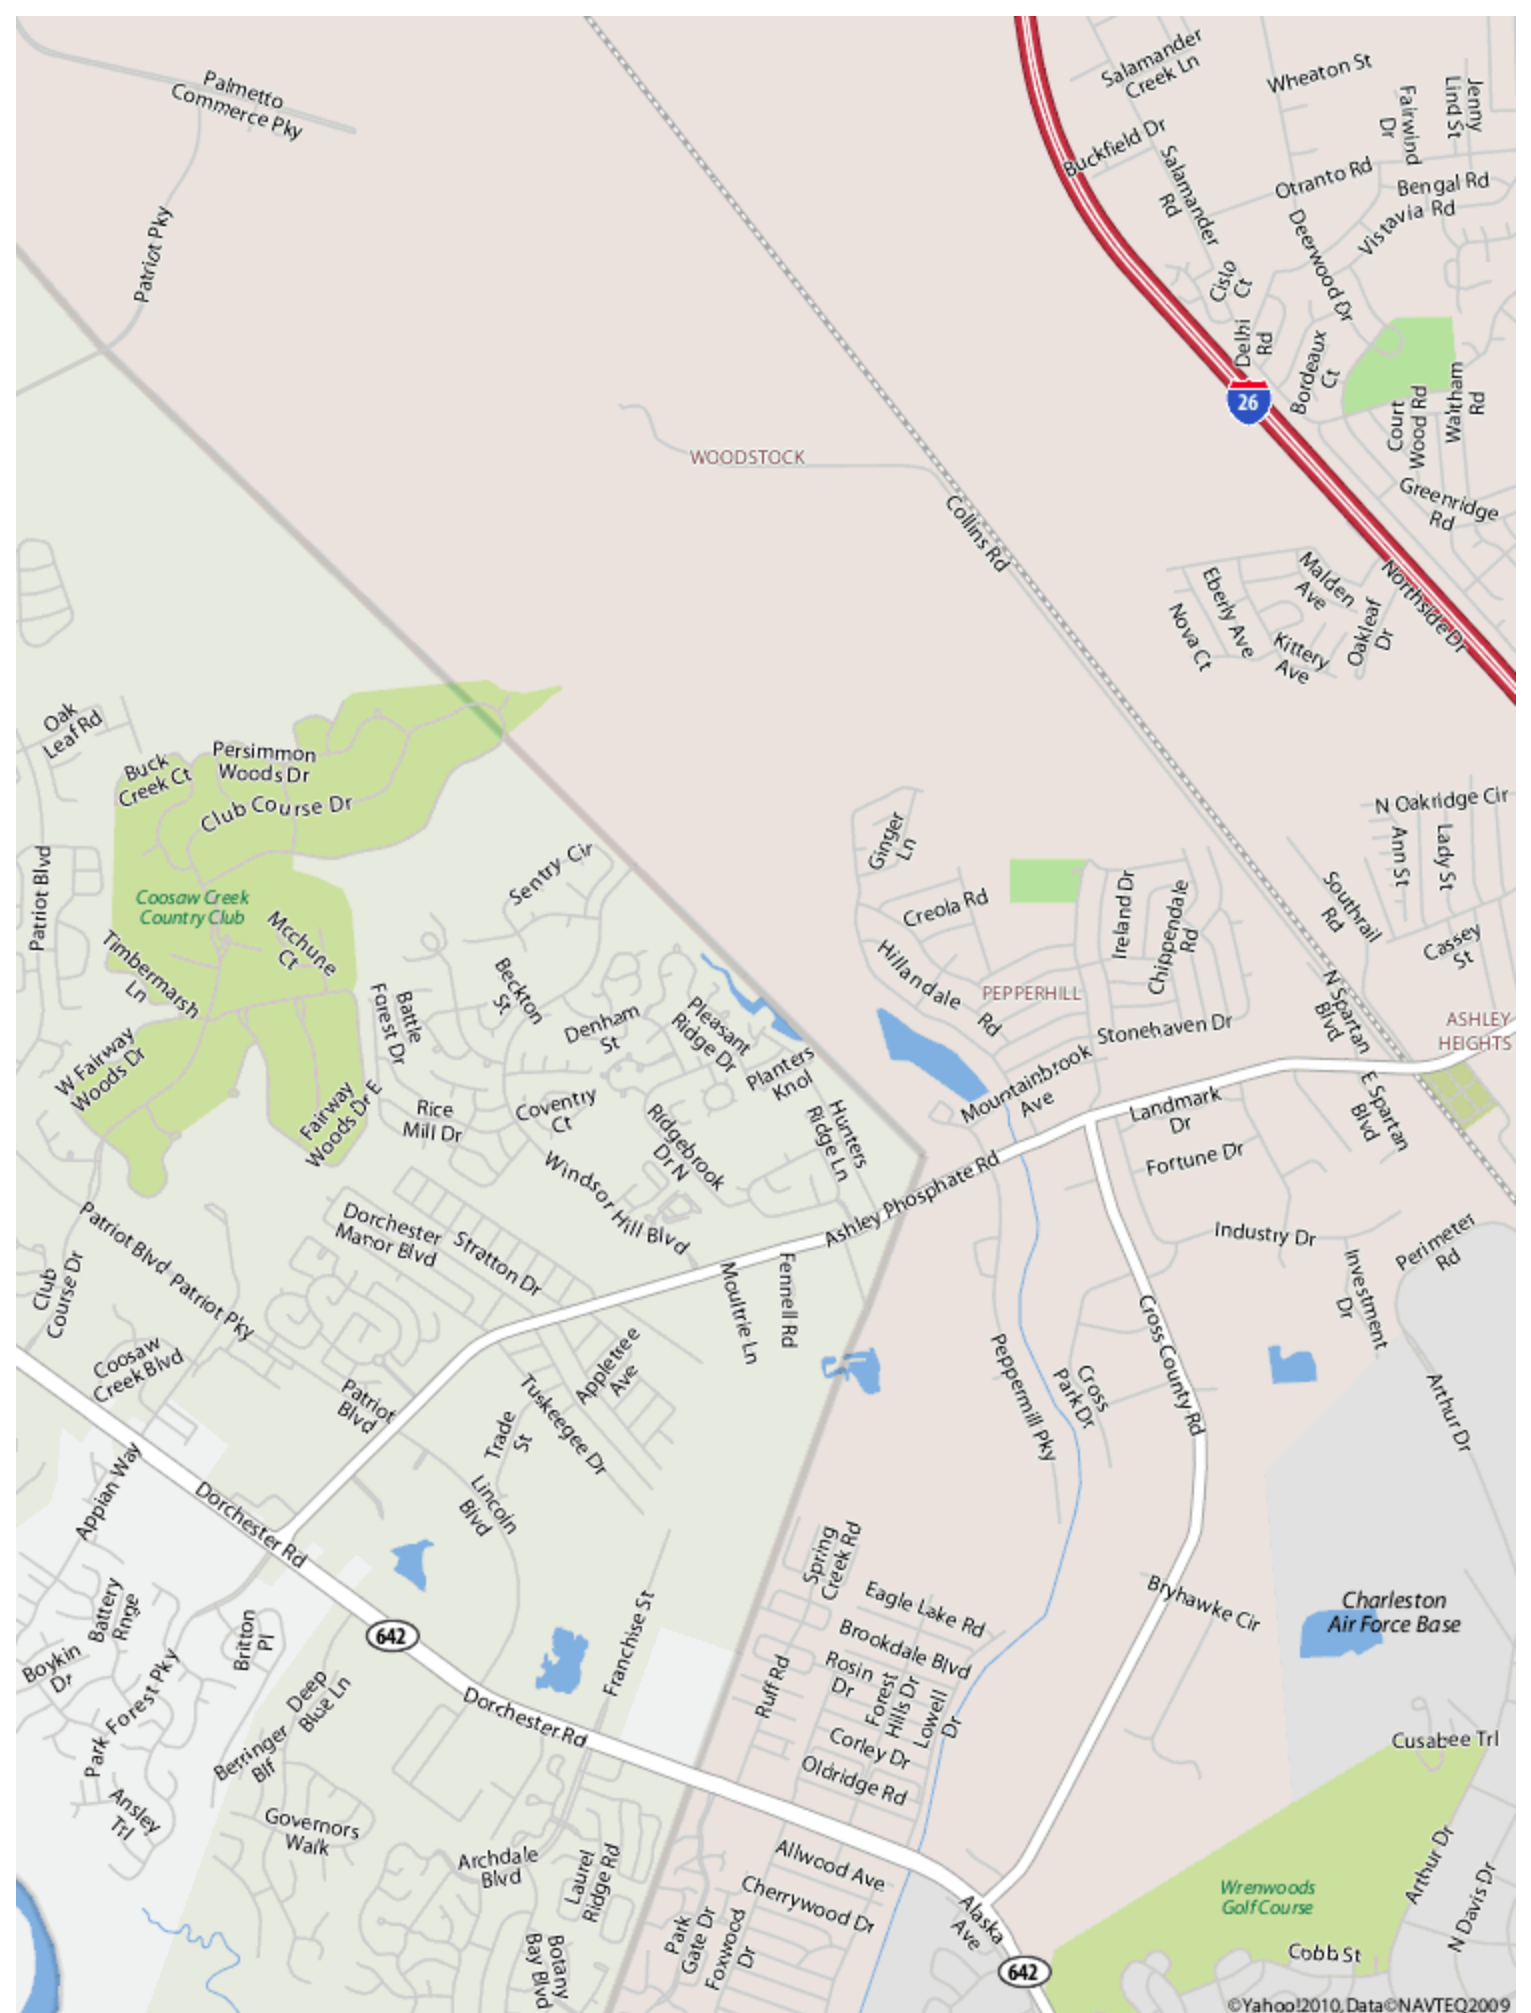 Palmetto
Commerce Pky
Patriot Pky
Salamander
Creek Ln
Wheaton St
Jenny
Lind St
Fairwind
Dr
Buckfield Dr
Salamander
Rd
Otranto Rd
Bengal Rd
Vistavia Rd
Deerwood Dr
Cislo
Ct
Delhi
Rd
Bordeaux
Ct
26
Court
Wood Rd
Waltham
Rd
Greenridge
Rd
WOODSTOCK
Collins Rd
Malden
Ave
Northside Dr
Eberly Ave
Nova Ct
Kittery
Ave
Oakleaf
Dr
Oak
Leaf Rd
Buck
Creek Ct
Persimmon
Woods Dr
Club Course Dr
N Oakridge Cir
Ann St
Lady St
Ginger
Ln
Sentry Cir
Patriot Blvd
Coosaw Creek
Country Club
Mcchune
Ct
Timbermarsh
Ln
Creola Rd
Ireland Dr
Chippendale
Rd
Southrail
Rd
Cassey
St
Hillandale
Rd
PEPPERHILL
Stonehaven Dr
N Spartan
Blvd
ASHLEY
HEIGHTS
Beckton
St
Battle
Forest Dr
Denham
St
Pleasant
Ridge Dr
Planters
Knol
W Fairway
Woods Dr
Fairway
Woods Dr E
Rice
Mill Dr
Coventry
Ct
Ridgebrook
Dr N
Hunters
Ridge Ln
Mountainbrook
Ave
Landmark
Dr
E Spartan
Blvd
Fortune Dr
Windsor Hill Blvd
Ashley Phosphate Rd
Industry Dr
Perimeter
Rd
Investment
Dr
Patriot Blvd
Patriot Pky
Dorchester
Manor Blvd
Stratton Dr
Club
Course Dr
Moultrie Ln
Fennell Rd
Cross County Rd
Coosaw
Creek Blvd
Patriot
Blvd
Appletree
Ave
Tuskeegee Dr
Trade
St
Peppermill Pky
Cross
Park Dr
Arthur Dr
Appian Way
Dorchester Rd
Lincoln
Blvd
Spring
Creek Rd
Eagle Lake Rd
Brookdale Blvd
Bryhawke Cir
Charleston
Air Force Base
Battery
Rnge
Britton
Pl
642
Boykin
Dr
Park Forest Pky
Deep
Blue Ln
Berringer
Blf
Franchise St
Ruff Rd
Rosin
Dr
Forest
Hills Dr
Lowell
Dr
Dorchester Rd
Corley Dr
Oldridge Rd
Cusabee Trl
Ansley
Trl
Governors
Walk
Archdale
Blvd
Laurel
Ridge Rd
Allwood Ave
Cherrywood Dr
Arthur Dr
Wrenwoods
Golf Course
N Davis Dr
Alaska
Ave
Park
Gate Dr
Foxwood
Dr
Botany
Bay Blvd
Cobb St
642
©Yahoo!2010, Data©NAVTEQ2009